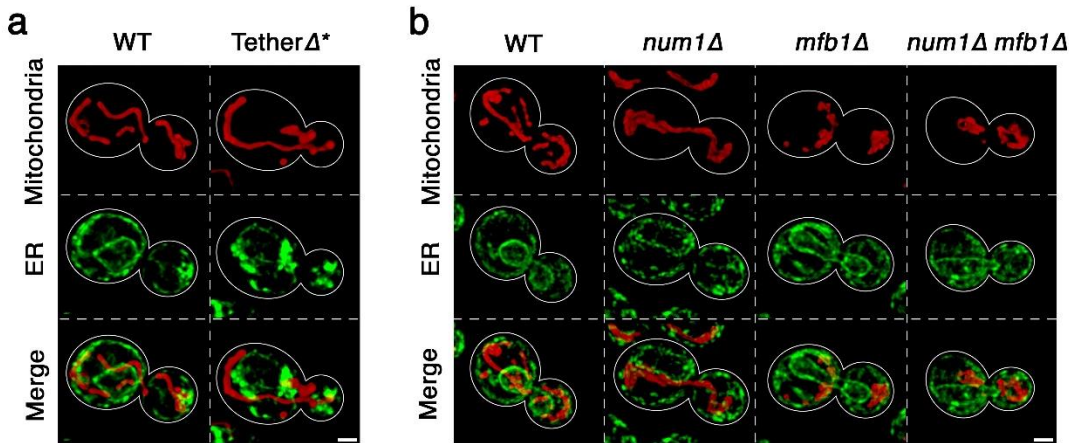 a
WT TetherΔ*
Mitochondria
ER
Merge
b
WT num1Δ mfb1Δ num1Δ mfb1Δ
Mitochondria
ER
Merge